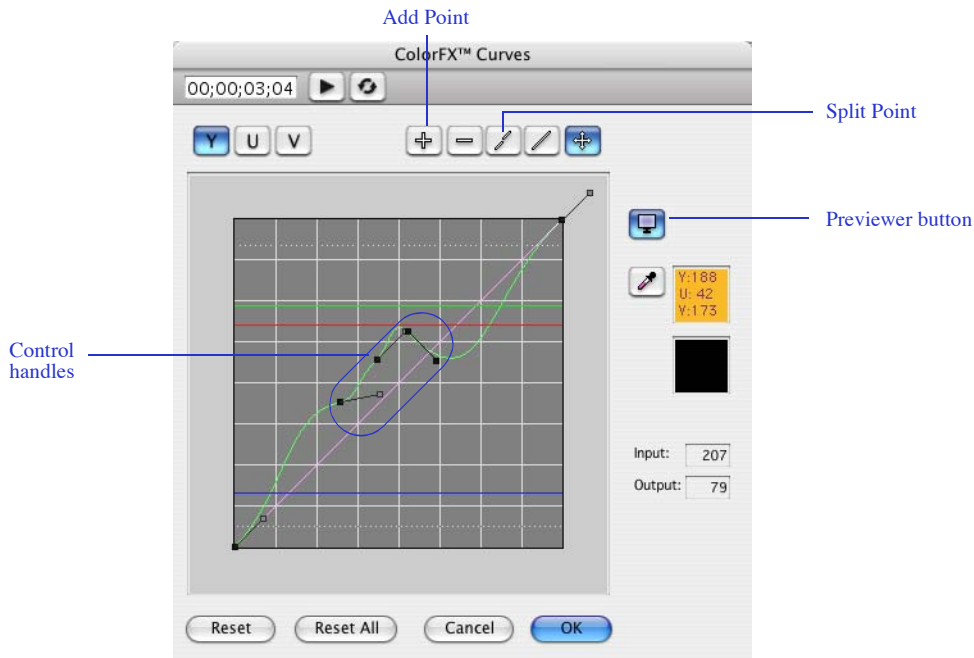 Add Point
ColorFX™ Curves
00;00;03;04
Split Point
Y U V
Previewer button
Y:188
U: 42
V:173
Control
handles
Input: 207
Output: 79
Reset Reset All Cancel OK